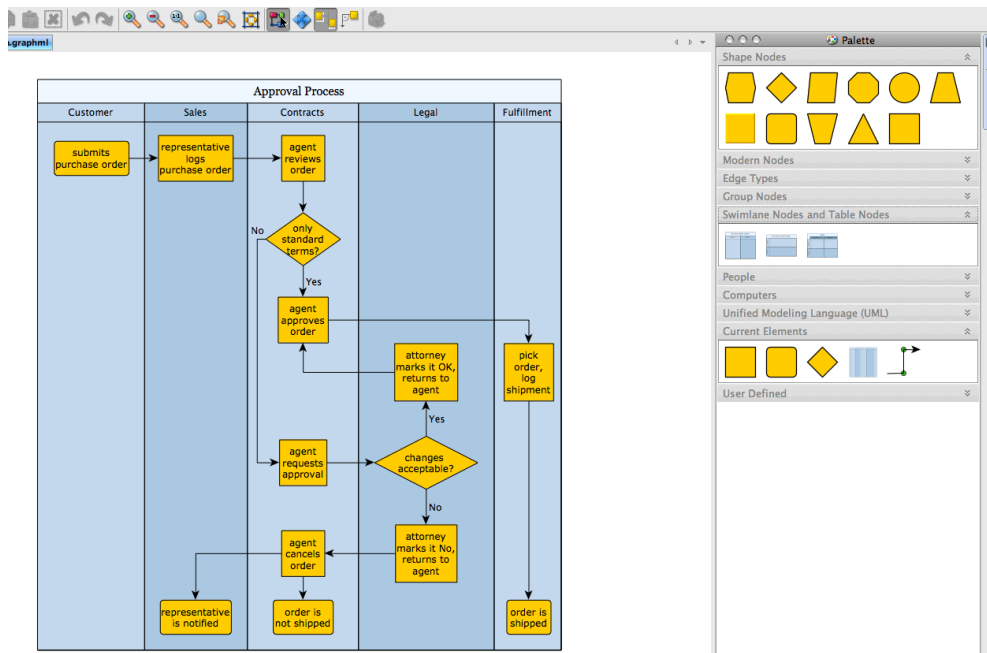 .graphml
Palette
Shape Nodes
Modern Nodes
Edge Types
Group Nodes
Swimlane Nodes and Table Nodes
People
Computers
Unified Modeling Language (UML)
Current Elements
User Defined
Approval Process
Customer
Sales
Contracts
Legal
Fulfillment
submits
purchase order
representative
logs
purchase order
agent
reviews
order
No
only
standard
terms?
Yes
agent
approves
order
attorney
marks it OK,
returns to
agent
pick
order,
log
shipment
Yes
agent
requests
approval
changes
acceptable?
No
agent
cancels
order
attorney
marks it No,
returns to
agent
representative
is notified
order is
not shipped
order is
shipped